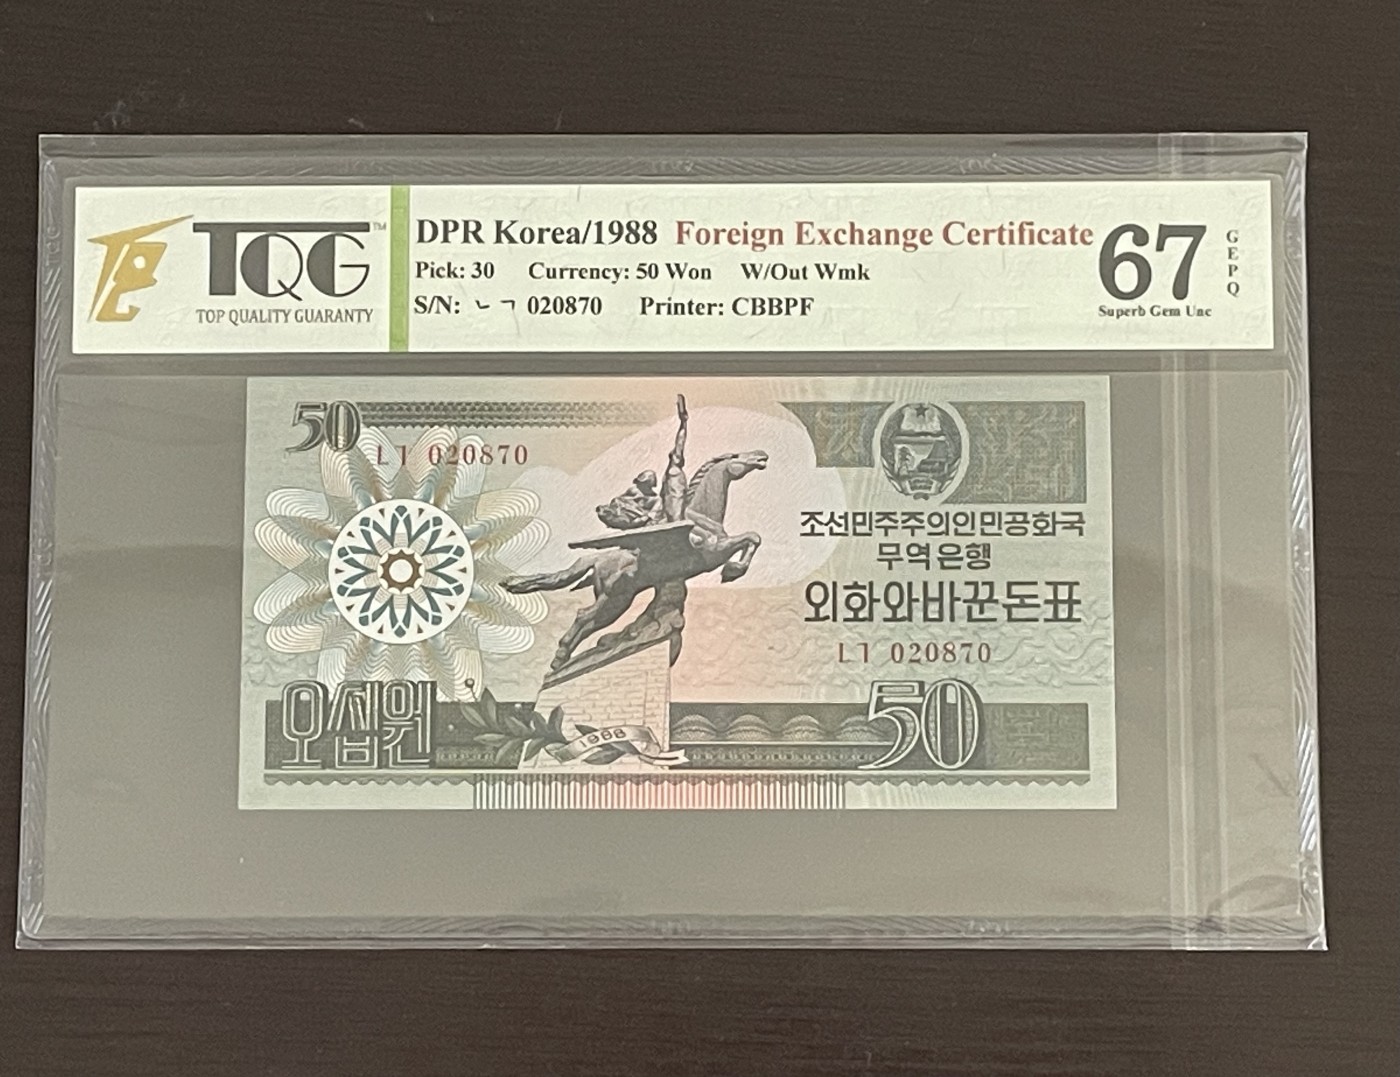 TQG™
TOP QUALITY GUARANTY
DPR Korea/1988 Foreign Exchange Certificate
Pick: 30 Currency: 50 Won W/Out Wmk
S/N: ㄴㄱ 020870 Printer: CBBPF
67
Superb Gem Unc
GEPQ
50
ㄴㄱ 020870
조선민주주의인민공화국
무역은행
외화와바꾼돈표
ㄴㄱ 020870
오십원
1988
50